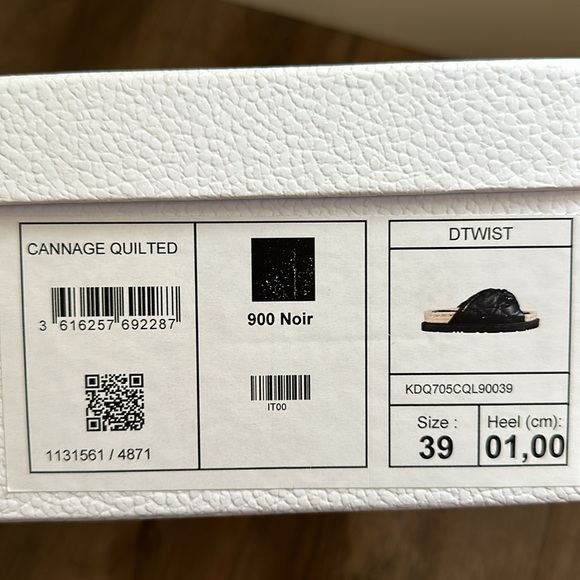 CANNAGE QUILTED
3 616257 692287
1131561 / 4871
900 Noir
IT00
DTWIST
KDQ705CQL90039
Size :
39
Heel (cm):
01,00